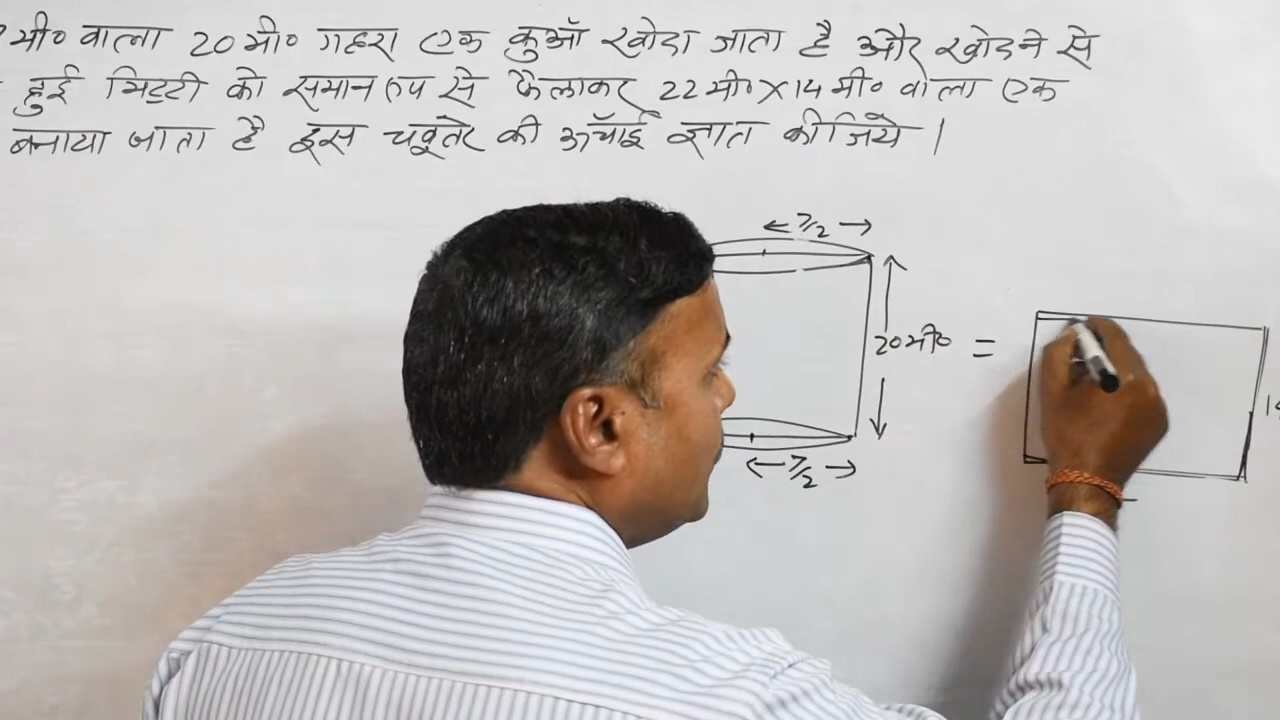 मी० वाला 20 मी० गहरा एक कुआँ खोदा जाता है और खोदने से
हुई मिट्टी को समान रूप से फैलाकर 22 मी० x 14 मी० वाला एक
बनाया जाता है इस चबूतरे की ऊँचाई ज्ञात कीजिये ।
7/2
20 मी० =
7/2